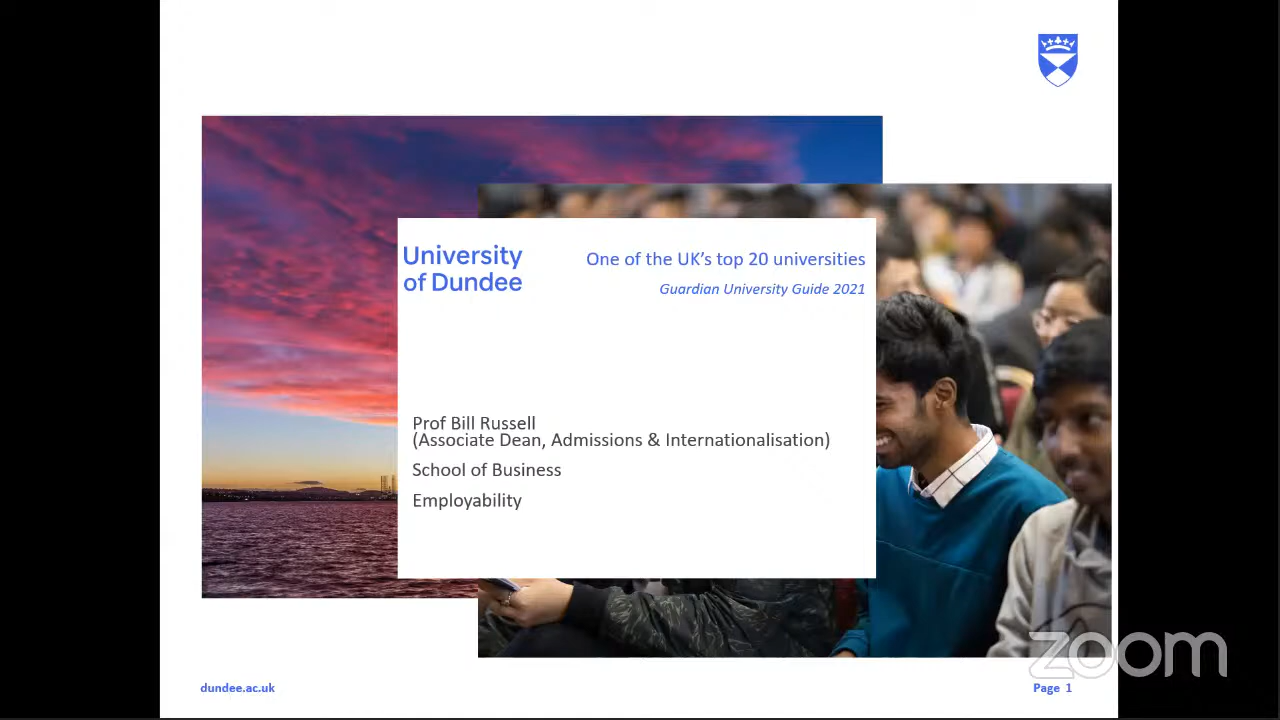 University
of Dundee
One of the UK's top 20 universities
Guardian University Guide 2021
Prof Bill Russell
(Associate Dean, Admissions & Internationalisation)
School of Business
Employability
zoom
dundee.ac.uk
Page 1